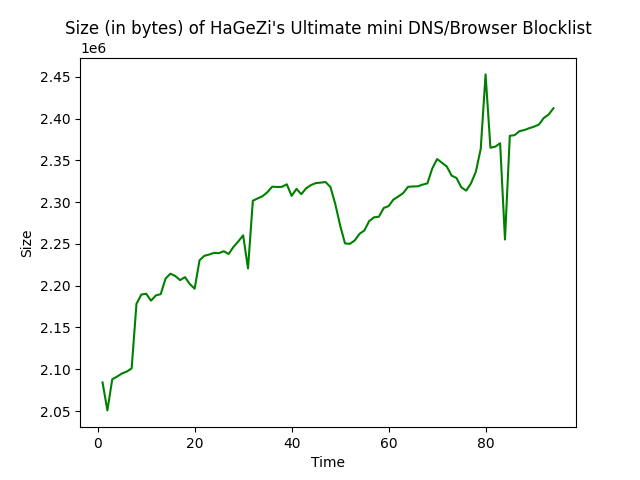 Size (in bytes) of HaGeZi's Ultimate mini DNS/Browser Blocklist
1e6
2.45
2.40
2.35
2.30
2.25
2.20
2.15
2.10
2.05
Size
0 20 40 60 80
Time